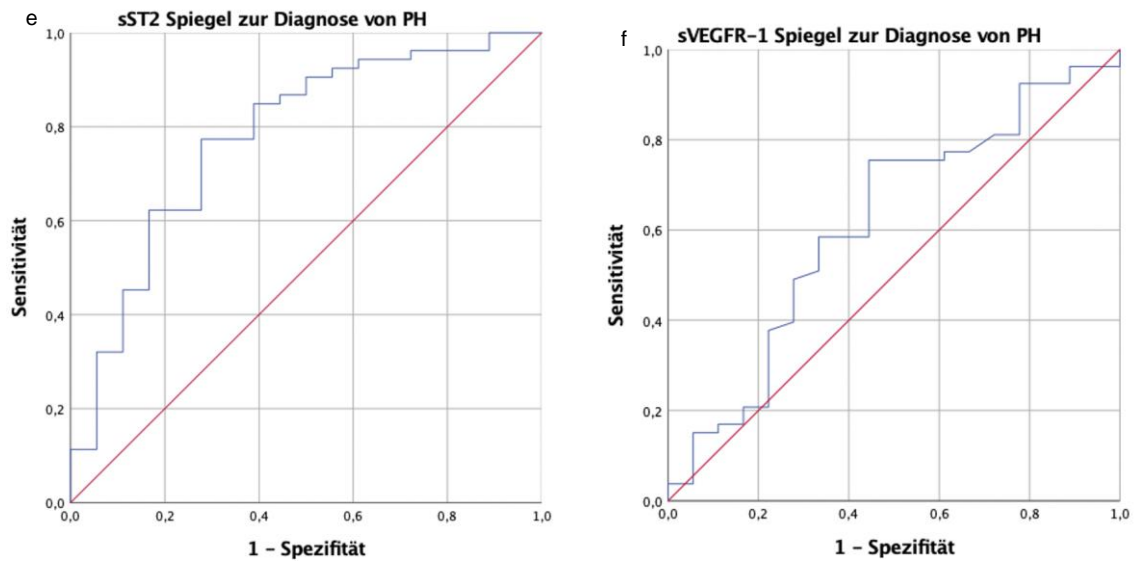 e
sST2 Spiegel zur Diagnose von PH
1,0
0,8
0,6
0,4
0,2
0,0
Sensitivität
0,0 0,2 0,4 0,6 0,8 1,0
1 – Spezifität
f
sVEGFR-1 Spiegel zur Diagnose von PH
1,0
0,8
0,6
0,4
0,2
0,0
Sensitivität
0,0 0,2 0,4 0,6 0,8 1,0
1 – Spezifität